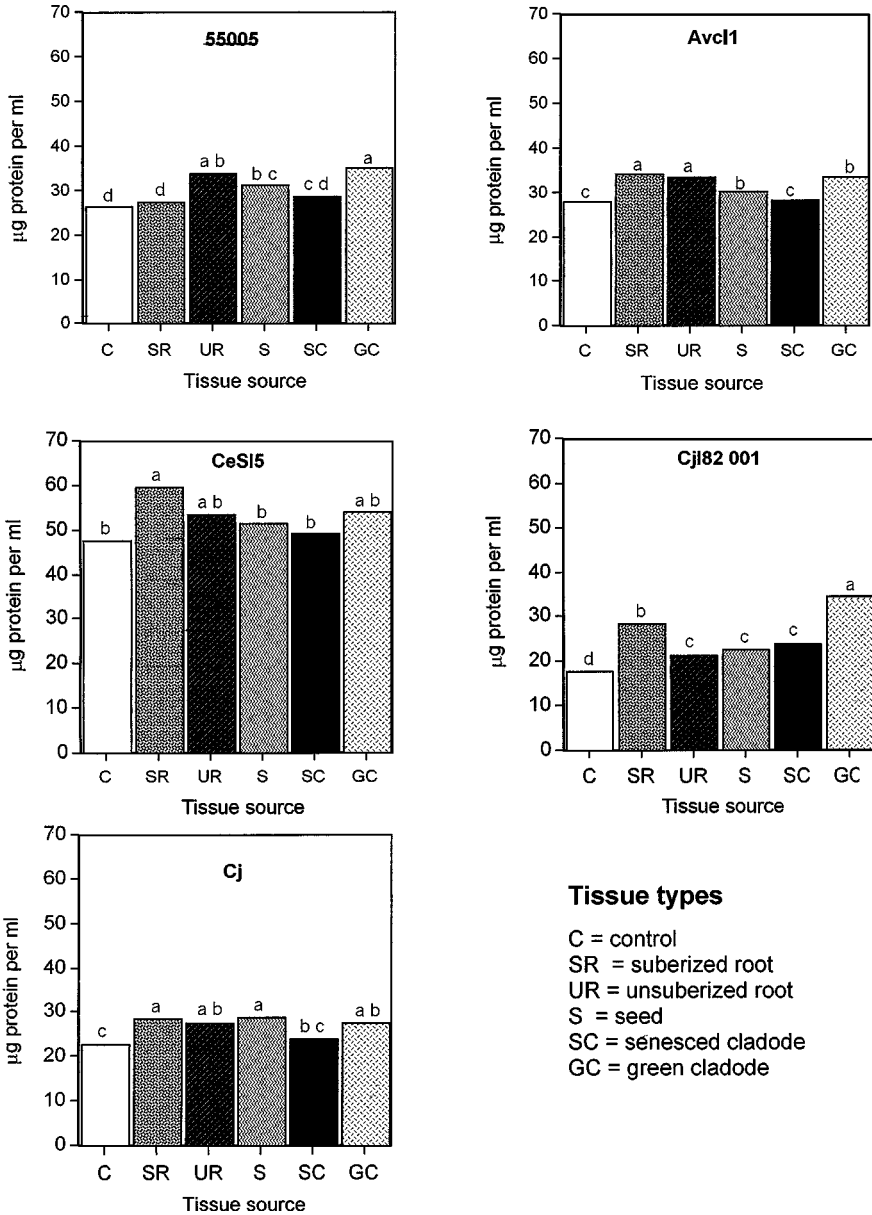 55005
µg protein per ml
70
60
50
40
30
20
10
0
d
d
a b
b c
c d
a
C SR UR S SC GC
Tissue source
Avcl1
µg protein per ml
70
60
50
40
30
20
10
0
c
a
a
b
c
b
C SR UR S SC GC
Tissue source
CeSI5
µg protein per ml
70
60
50
40
30
20
10
0
b
a
a b
b
b
a b
C SR UR S SC GC
Tissue source
CjI82 001
µg protein per ml
70
60
50
40
30
20
10
0
d
b
c
c
c
a
C SR UR S SC GC
Tissue source
Cj
µg protein per ml
70
60
50
40
30
20
10
0
c
a
a b
a
b c
a b
C SR UR S SC GC
Tissue source
Tissue types
C = control
SR = suberized root
UR = unsuberized root
S = seed
SC = senesced cladode
GC = green cladode